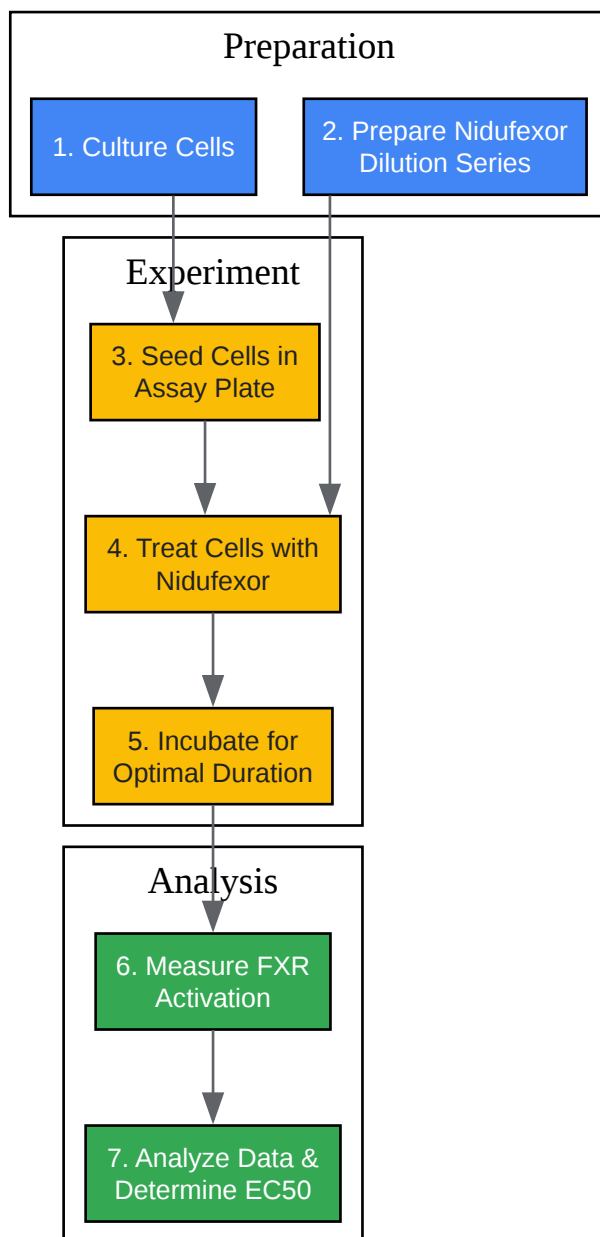 Preparation
1. Culture Cells
2. Prepare Nidufexor
Dilution Series
Experiment
3. Seed Cells in
Assay Plate
4. Treat Cells with
Nidufexor
5. Incubate for
Optimal Duration
Analysis
6. Measure FXR
Activation
7. Analyze Data &
Determine EC50